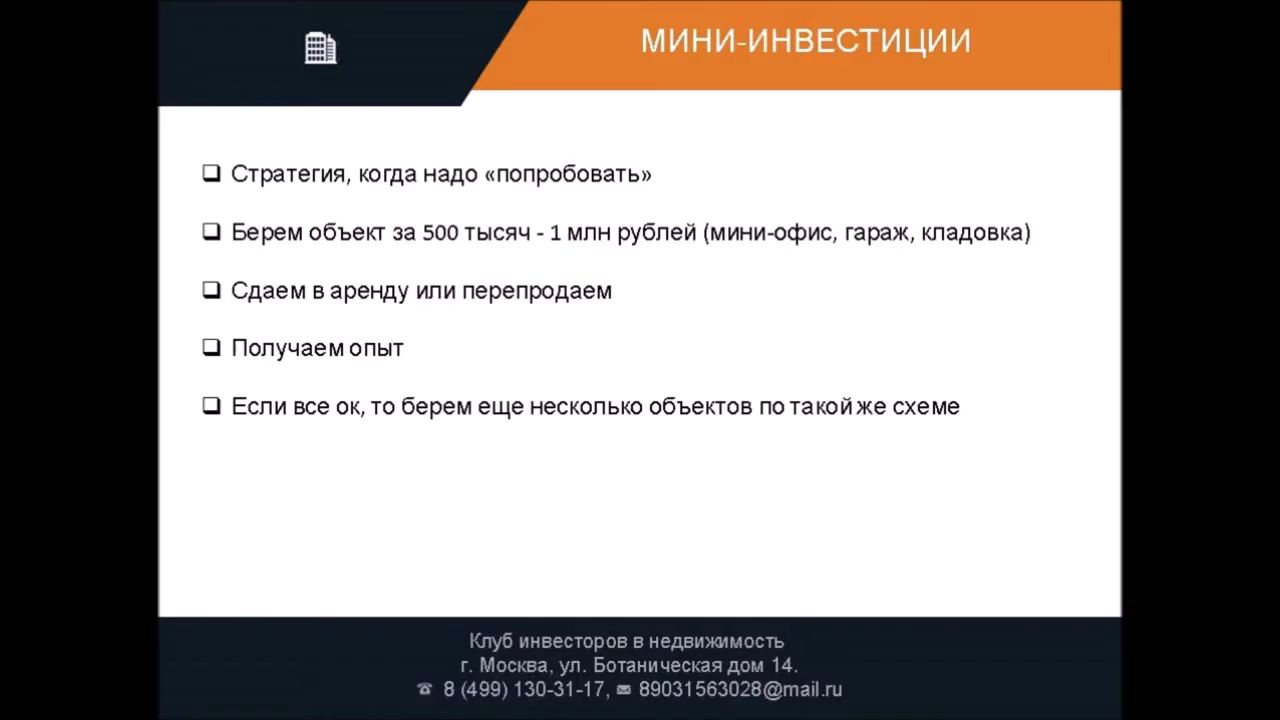 МИНИ-ИНВЕСТИЦИИ
Стратегия, когда надо «попробовать»
Берем объект за 500 тысяч - 1 млн рублей (мини-офис, гараж, кладовка)
Сдаем в аренду или перепродаем
Получаем опыт
Если все ок, то берем еще несколько объектов по такой же схеме
Клуб инвесторов в недвижимость
г. Москва, ул. Ботаническая дом 14.
☎ 8 (499) 130-31-17, ✉ 89031563028@mail.ru